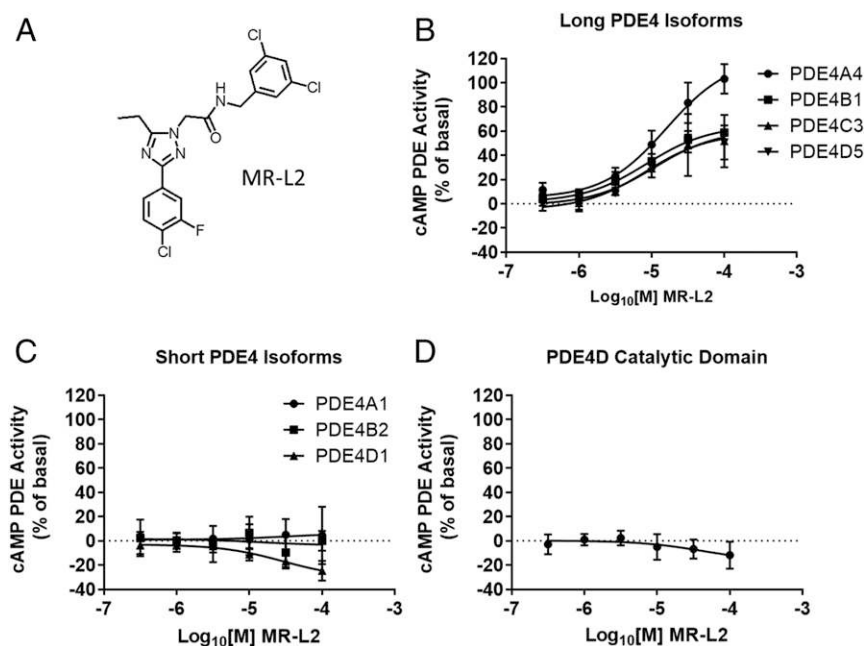 A
Cl
Cl
H
N
O
N
N
N
F
Cl
MR-L2
B
Long PDE4 Isoforms
cAMP PDE Activity
(% of basal)
120
100
80
60
40
20
0
-20
-40
-7
-6
-5
-4
-3
Log10[M] MR-L2
PDE4A4
PDE4B1
PDE4C3
PDE4D5
C
Short PDE4 Isoforms
cAMP PDE Activity
(% of basal)
120
100
80
60
40
20
0
-20
-40
-7
-6
-5
-4
-3
Log10[M] MR-L2
PDE4A1
PDE4B2
PDE4D1
D
PDE4D Catalytic Domain
cAMP PDE Activity
(% of basal)
120
100
80
60
40
20
0
-20
-40
-7
-6
-5
-4
-3
Log10[M] MR-L2